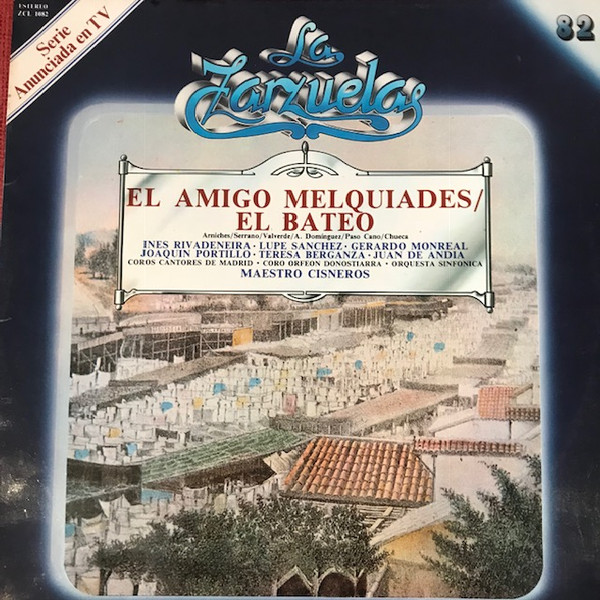 ESTEREO
ZCL 1082
Serie
Anunciada en TV
82
La
Zarzuela
EL AMIGO MELQUIADES/
EL BATEO
Arniches/Serrano/Valverde/A. Domínguez/Paso Cano/Chueca
INES RIVADENEIRA · LUPE SANCHEZ · GERARDO MONREAL
JOAQUIN PORTILLO · TERESA BERGANZA · JUAN DE ANDIA
COROS CANTORES DE MADRID · CORO ORFEON DONOSTIARRA · ORQUESTA SINFONICA
MAESTRO CISNEROS